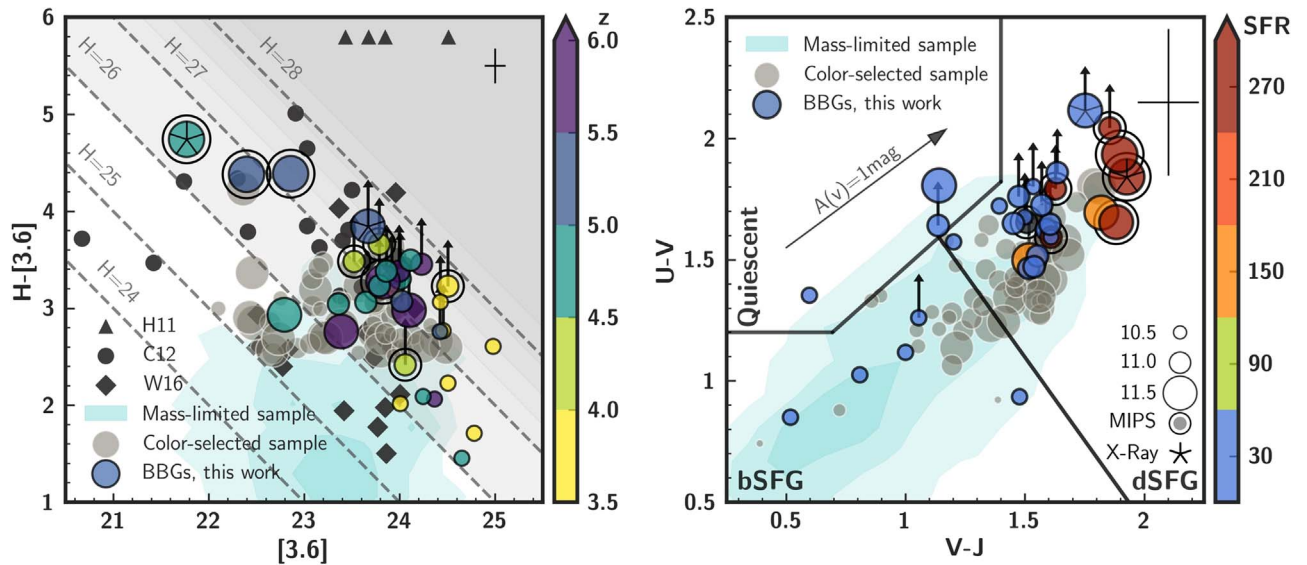 6
5
4
3
2
1
H-[3.6]
21
22
23
24
25
[3.6]
H=28
H=27
H=26
H=25
H=24
H11
C12
W16
Mass-limited sample
Color-selected sample
BBGs, this work
z
6.0
5.5
5.0
4.5
4.0
3.5
2.5
2
1.5
1
0.5
U-V
0.5
1
1.5
2
V-J
Mass-limited sample
Color-selected sample
BBGs, this work
A(v)=1mag
Quiescent
bSFG
dSFG
10.5
11.0
11.5
MIPS
X-Ray
SFR
270
210
150
90
30